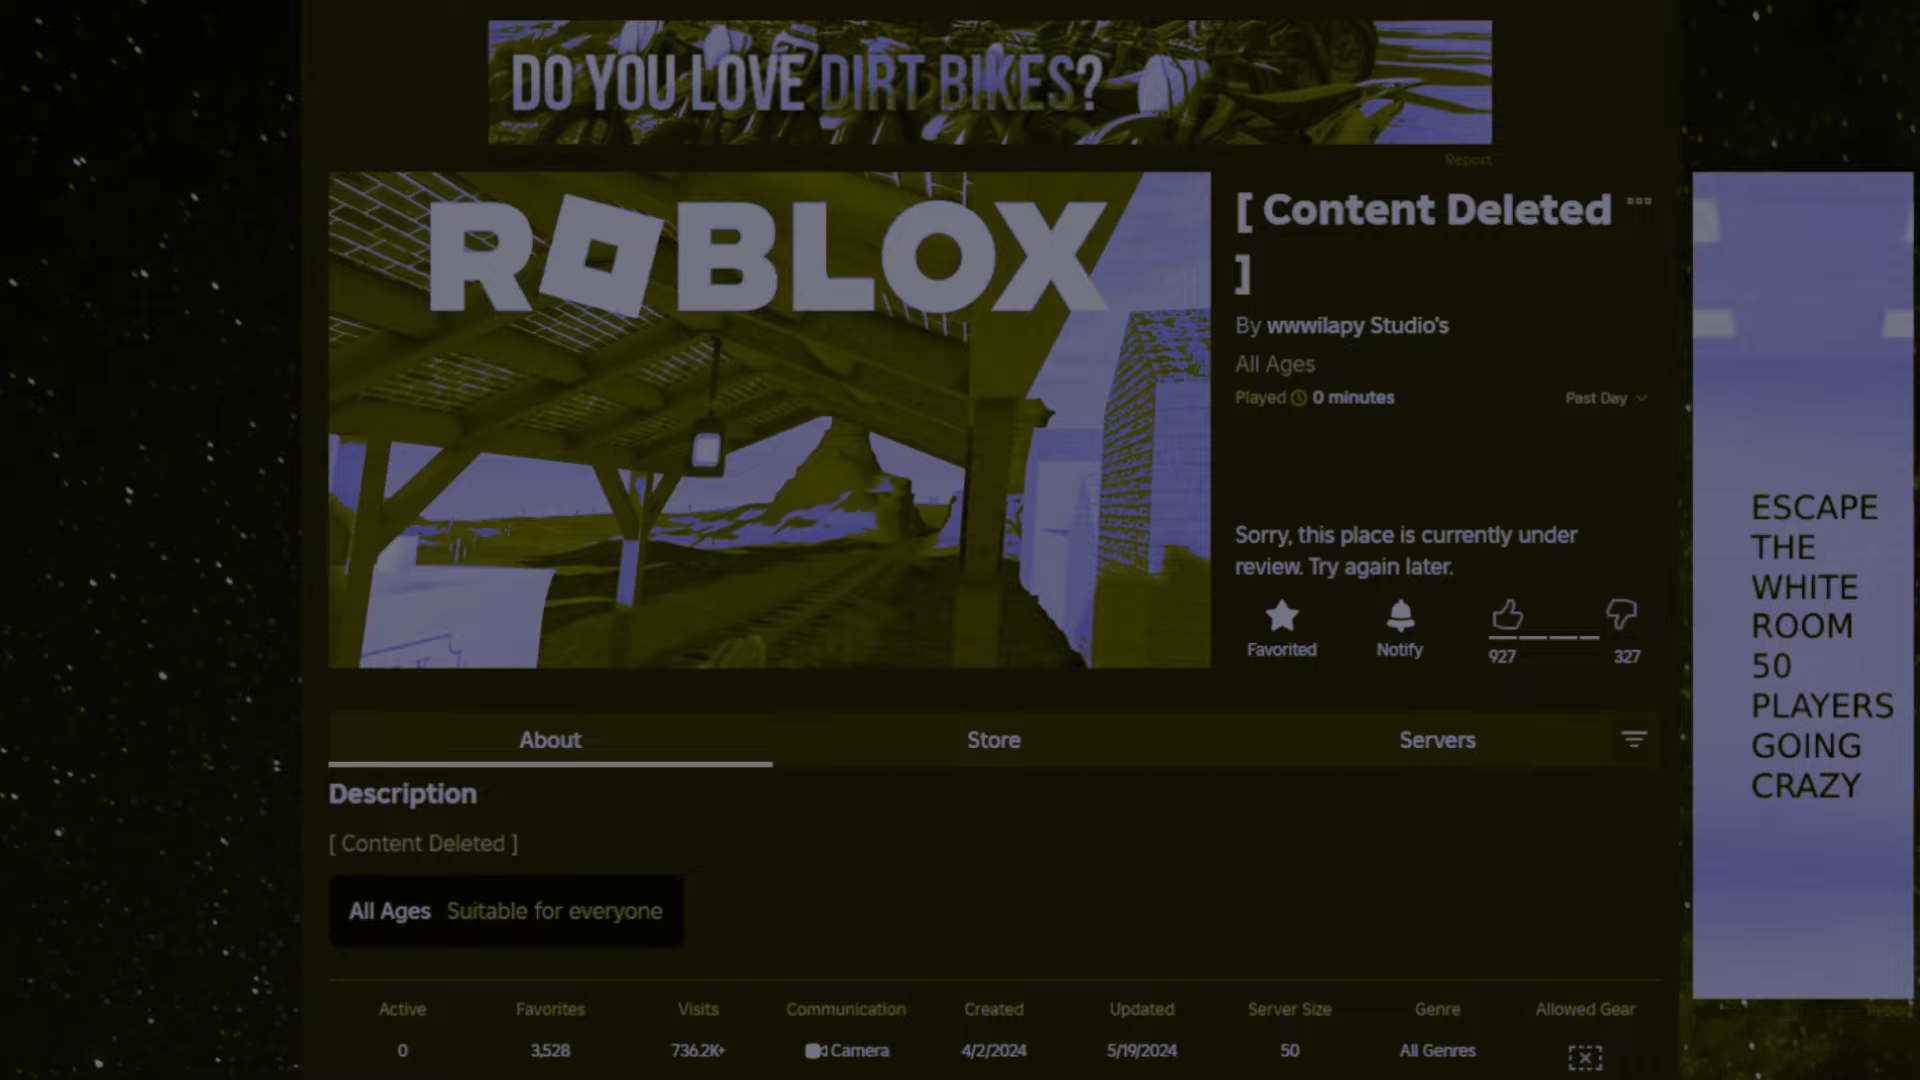 DO YOU LOVE DIRT BIKES?
Report
ROBLOX
[ Content Deleted
]
By wwwilapy Studio's
All Ages
Played 0 minutes
Past Day
Sorry, this place is currently under
review. Try again later.
Favorited
Notify
927
327
About
Store
Servers
Description
[ Content Deleted ]
All Ages Suitable for everyone
Active
Favorites
Visits
Communication
Created
Updated
Server Size
Genre
Allowed Gear
0
3,528
736.2K+
Camera
4/2/2024
5/19/2024
50
All Genres
ESCAPE
THE
WHITE
ROOM
50
PLAYERS
GOING
CRAZY
Report